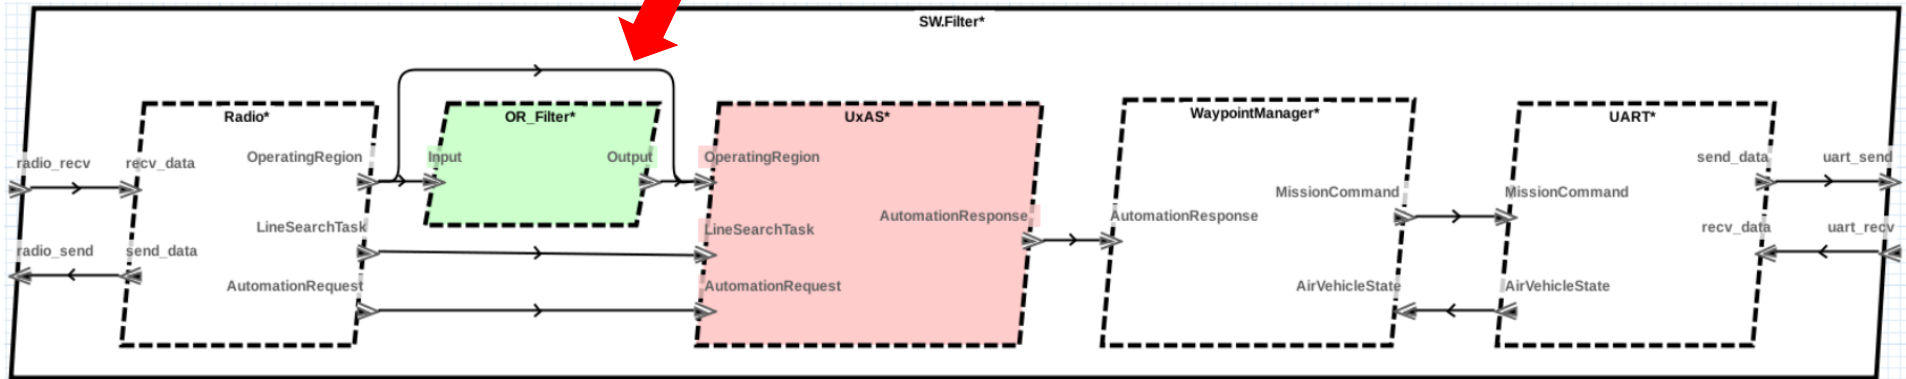 SW.Filter*
Radio*
OR_Filter*
UxAS*
WaypointManager*
UART*
radio_recv
recv_data
OperatingRegion
Input
Output
OperatingRegion
send_data
uart_send
MissionCommand
MissionCommand
LineSearchTask
LineSearchTask
AutomationResponse
AutomationResponse
recv_data
uart_recv
radio_send
send_data
AutomationRequest
AutomationRequest
AirVehicleState
AirVehicleState